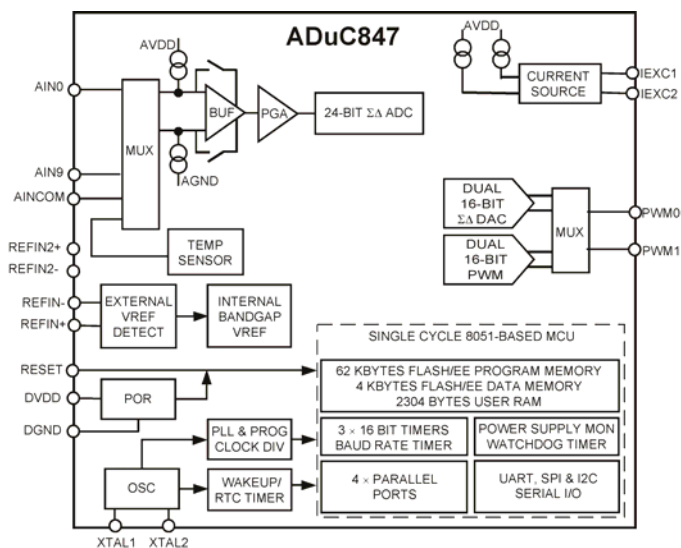 ADuC847
AVDD
AVDD
AIN0
CURRENT
SOURCE
IEXC1
IEXC2
BUF
PGA
24-BIT ΣΔ ADC
MUX
AIN9
AGND
AINCOM
DUAL
16-BIT
ΣΔ DAC
MUX
PWM0
PWM1
DUAL
16-BIT
PWM
TEMP
SENSOR
REFIN2+
REFIN2-
REFIN-
REFIN+
EXTERNAL
VREF
DETECT
INTERNAL
BANDGAP
VREF
SINGLE CYCLE 8051-BASED MCU
RESET
62 KBYTES FLASH/EE PROGRAM MEMORY
4 KBYTES FLASH/EE DATA MEMORY
2304 BYTES USER RAM
DVDD
POR
DGND
PLL & PROG
CLOCK DIV
3 × 16 BIT TIMERS
BAUD RATE TIMER
POWER SUPPLY MON
WATCHDOG TIMER
OSC
WAKEUP/
RTC TIMER
4 × PARALLEL
PORTS
UART, SPI & I2C
SERIAL I/O
XTAL1
XTAL2